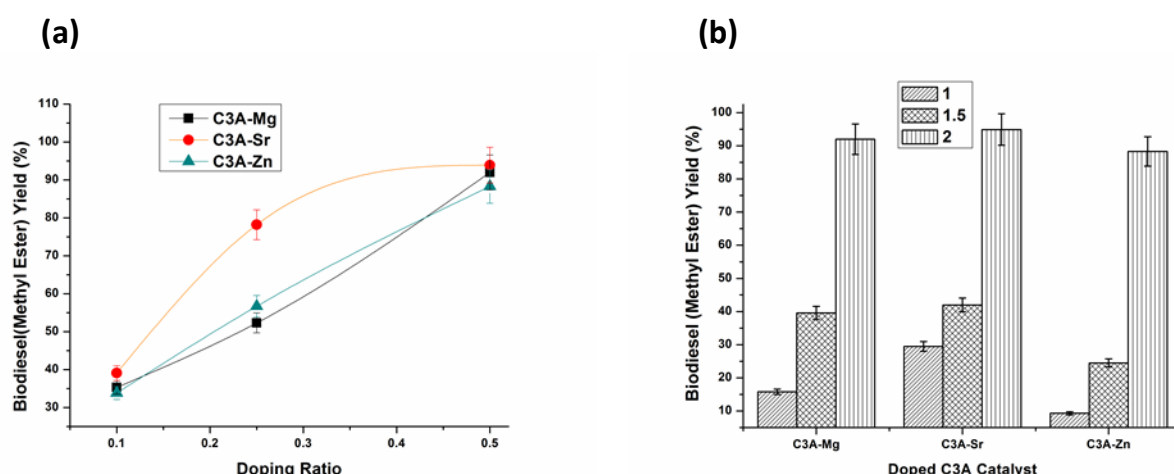 (a)
(b)
Biodiesel(Methyl Ester) Yield (%)
110
100
90
80
70
60
50
40
30
C3A-Mg
C3A-Sr
C3A-Zn
0.1 0.2 0.3 0.4 0.5
Doping Ratio
Biodiesel (Methyl Ester) Yield (%)
100
90
80
70
60
50
40
30
20
10
1
1.5
2
C3A-Mg C3A-Sr C3A-Zn
Doped C3A Catalyst